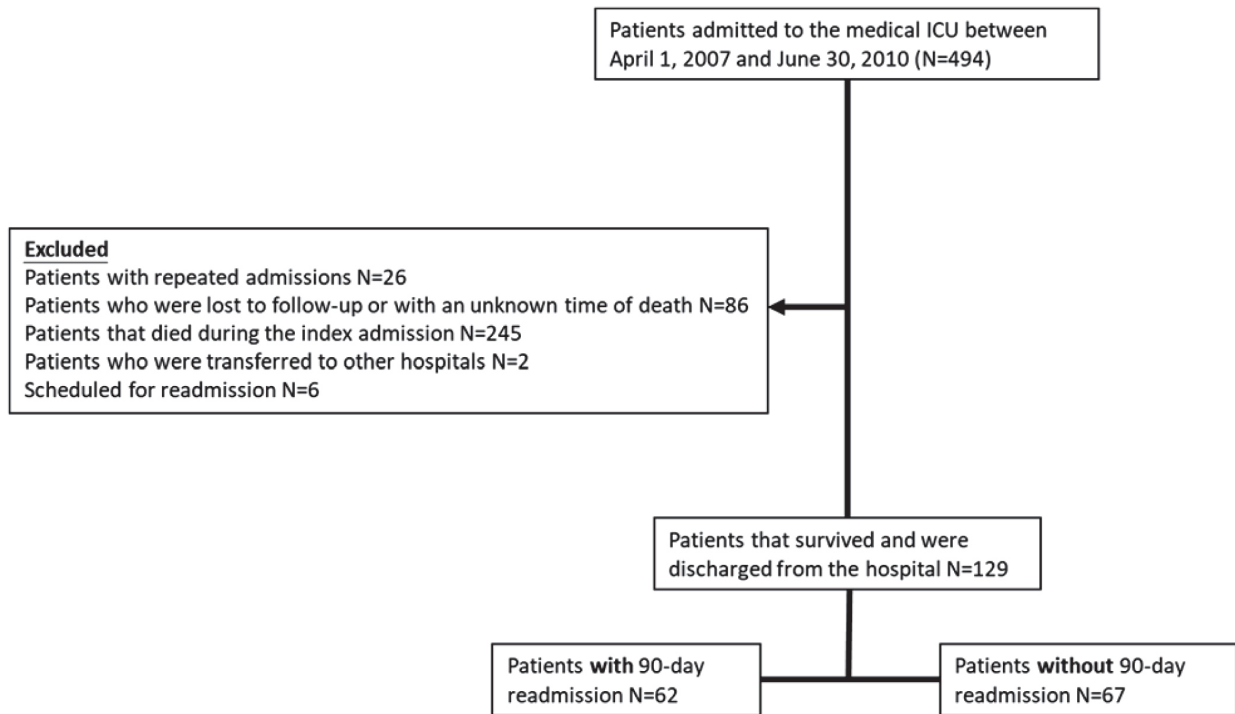 Patients admitted to the medical ICU between
April 1, 2007 and June 30, 2010 (N=494)
Excluded
Patients with repeated admissions N=26
Patients who were lost to follow-up or with an unknown time of death N=86
Patients that died during the index admission N=245
Patients who were transferred to other hospitals N=2
Scheduled for readmission N=6
Patients that survived and were
discharged from the hospital N=129
Patients with 90-day
readmission N=62
Patients without 90-day
readmission N=67